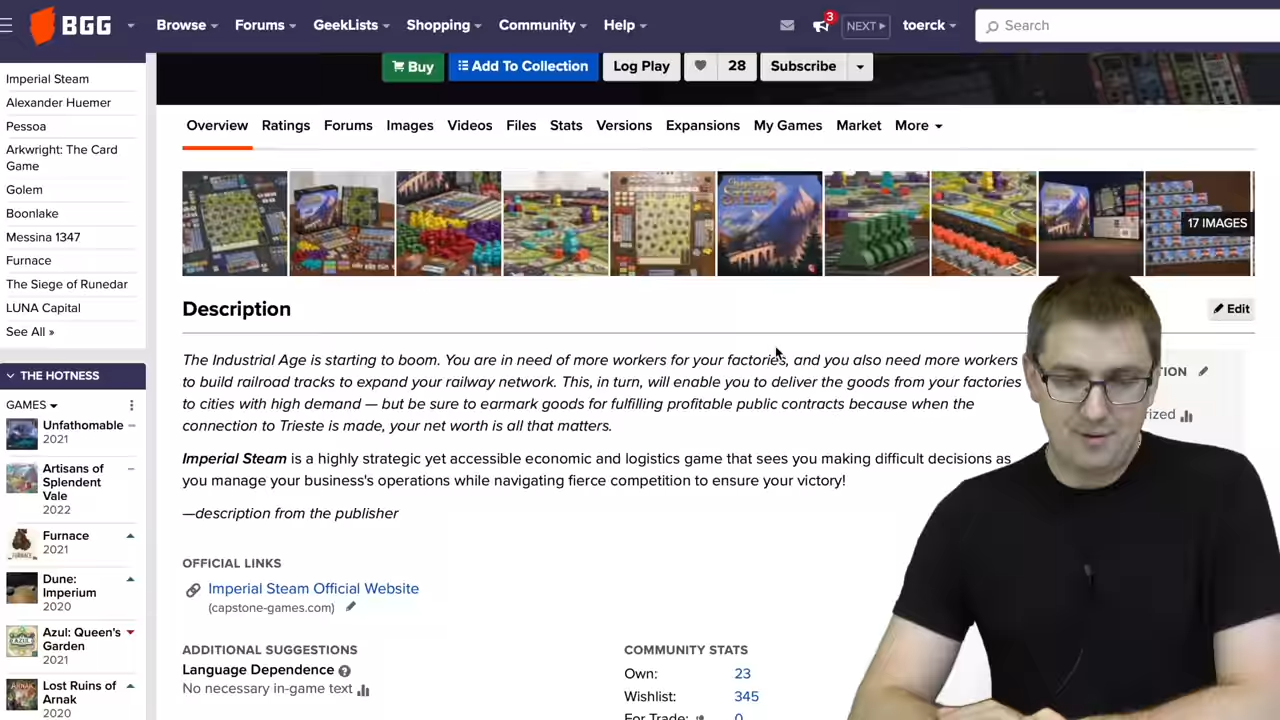 BGG
Browse
Forums
GeekLists
Shopping
Community
Help
3
NEXT
toerck
Search
Imperial Steam
Alexander Huemer
Pessoa
Arkwright: The Card
Game
Golem
Boonlake
Messina 1347
Furnace
The Siege of Runedar
LUNA Capital
See All »
THE HOTNESS
GAMES
Unfathomable
2021
Artisans of
Splendent
Vale
2022
Furnace
2021
Dune:
Imperium
2020
Azul: Queen's
Garden
2021
Lost Ruins of
Arnak
2020
Buy
Add To Collection
Log Play
28
Subscribe
Overview
Ratings
Forums
Images
Videos
Files
Stats
Versions
Expansions
My Games
Market
More
STEAM
17 IMAGES
Description
Edit
The Industrial Age is starting to boom. You are in need of more workers for your factories, and you also need more workers
to build railroad tracks to expand your railway network. This, in turn, will enable you to deliver the goods from your factories
to cities with high demand — but be sure to earmark goods for fulfilling profitable public contracts because when the
connection to Trieste is made, your net worth is all that matters.
Imperial Steam is a highly strategic yet accessible economic and logistics game that sees you making difficult decisions as
you manage your business's operations while navigating fierce competition to ensure your victory!
—description from the publisher
OFFICIAL LINKS
Imperial Steam Official Website
(capstone-games.com)
ADDITIONAL SUGGESTIONS
Language Dependence
No necessary in-game text
COMMUNITY STATS
Own:
23
Wishlist:
345
For Trade:
0